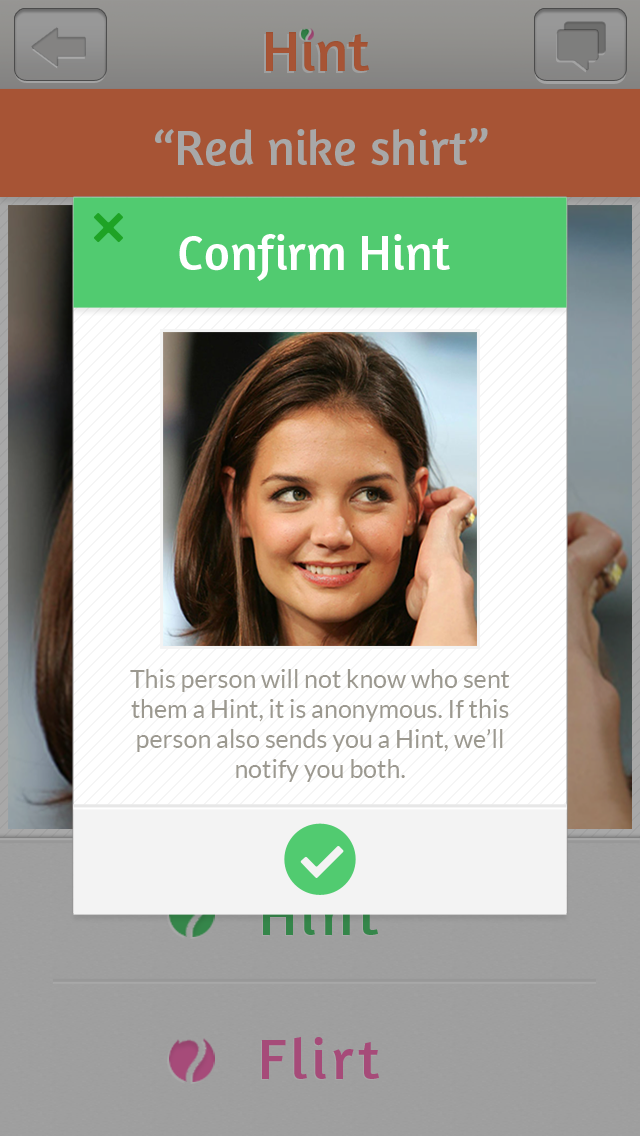 Hint
“Red nike shirt”
Confirm Hint
This person will not know who sent
them a Hint, it is anonymous. If this
person also sends you a Hint, we’ll
notify you both.
Hint
Flirt